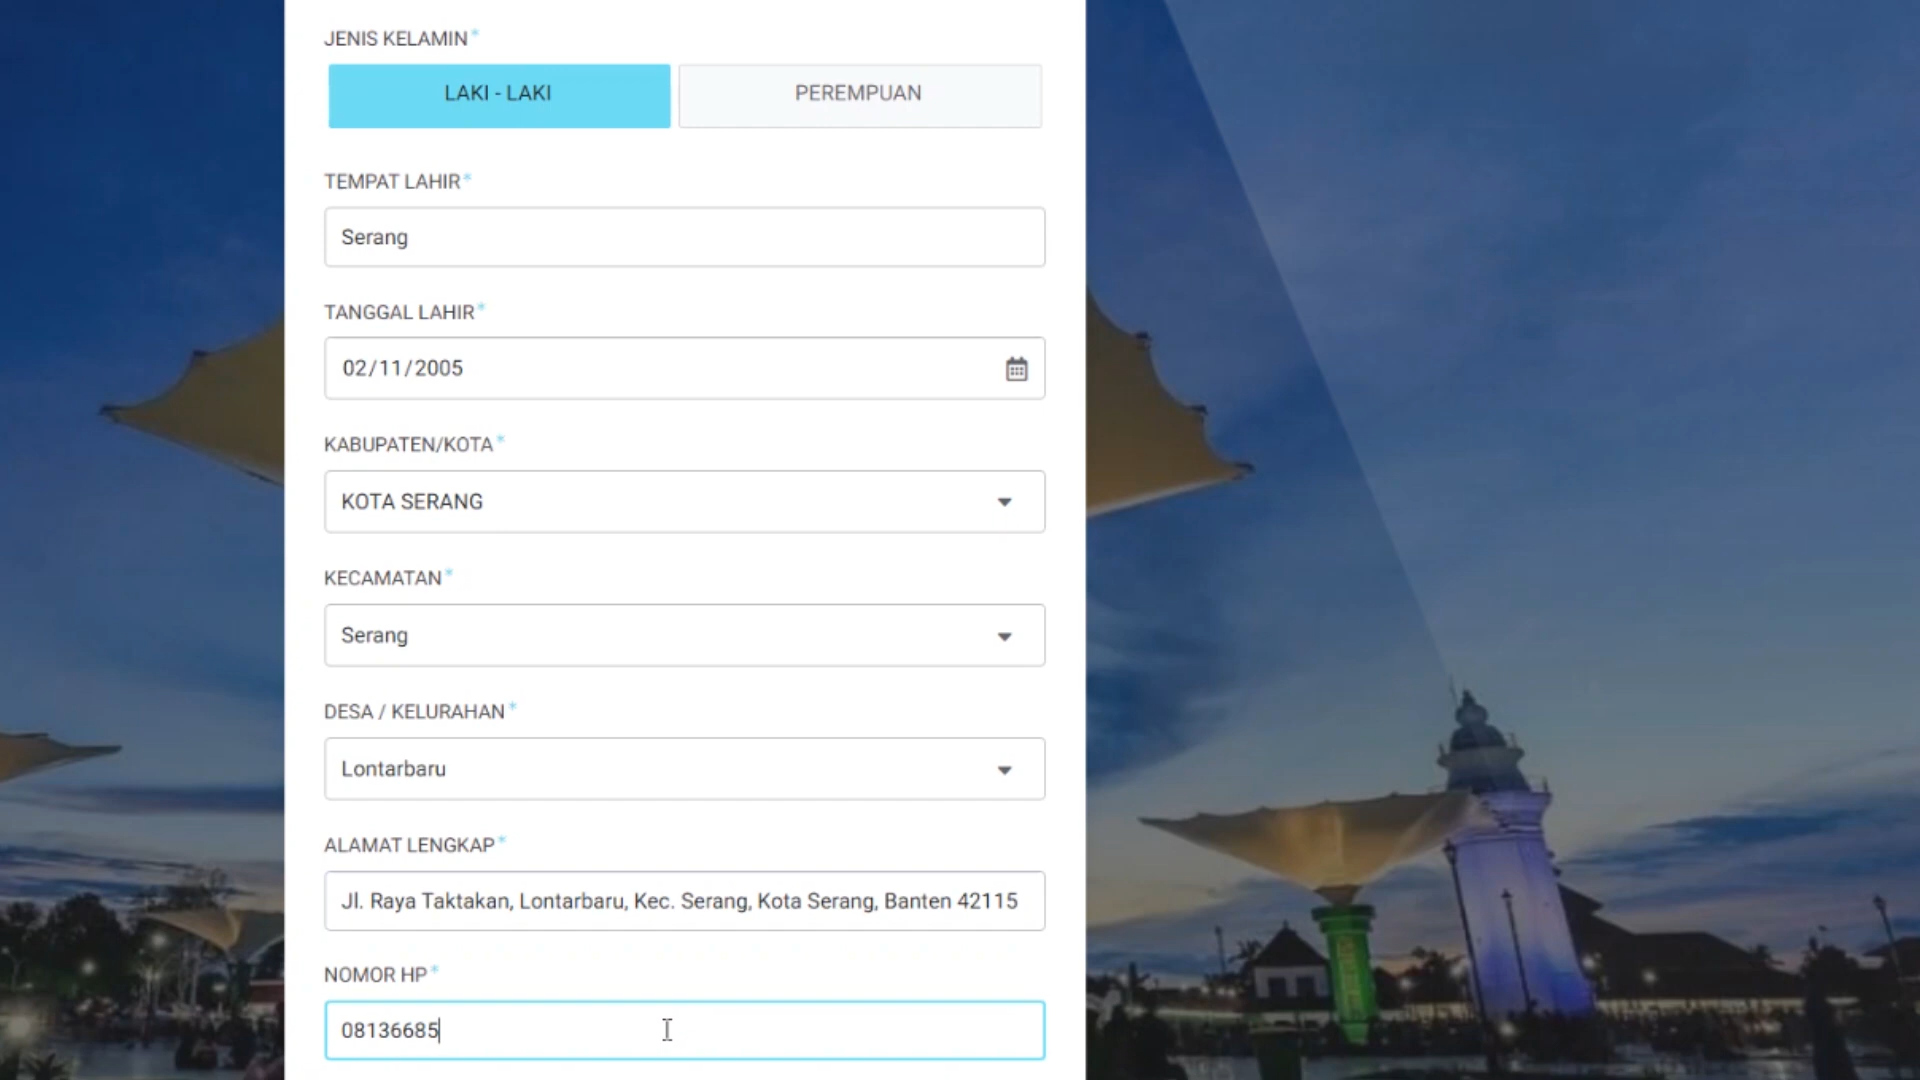 JENIS KELAMIN*
LAKI - LAKI
PEREMPUAN
TEMPAT LAHIR*
Serang
TANGGAL LAHIR*
02/11/2005
KABUPATEN/KOTA*
KOTA SERANG
KECAMATAN*
Serang
DESA / KELURAHAN*
Lontarbaru
ALAMAT LENGKAP*
Jl. Raya Taktakan, Lontarbaru, Kec. Serang, Kota Serang, Banten 42115
NOMOR HP*
08136685